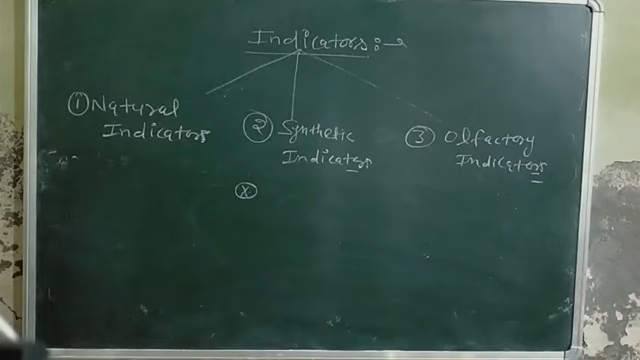 Indicators:→
① Natural
Indicators
② Synthetic
Indicators
③ Olfactory
Indicators
ⓧ